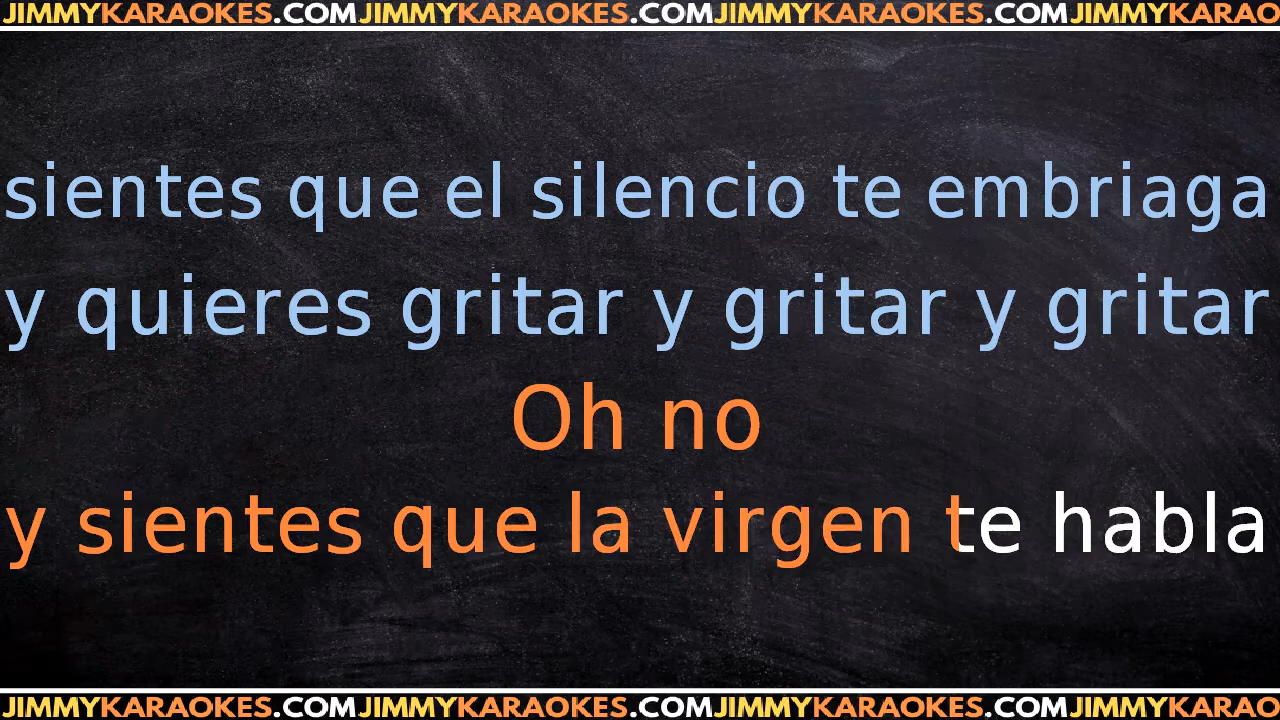 JIMMYKARAOKES.COMJIMMYKARAOKES.COMJIMMYKARAOKES.COMJIMMYKARAO
sientes que el silencio te embriaga
y quieres gritar y gritar y gritar
Oh no
y sientes que la virgen te habla
JIMMYKARAOKES.COMJIMMYKARAOKES.COMJIMMYKARAOKES.COMJIMMYKARAO